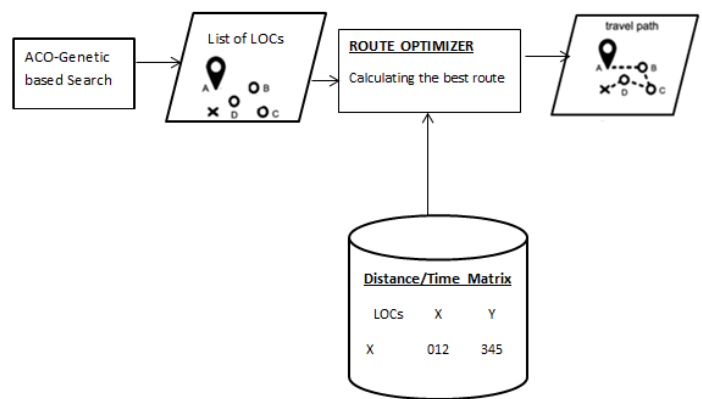 ACO-Genetic
based Search
List of LOCs
A
B
D
C
ROUTE OPTIMIZER
Calculating the best route
travel path
A
B
D
C
Distance/Time Matrix
LOCs X Y
X 012 345